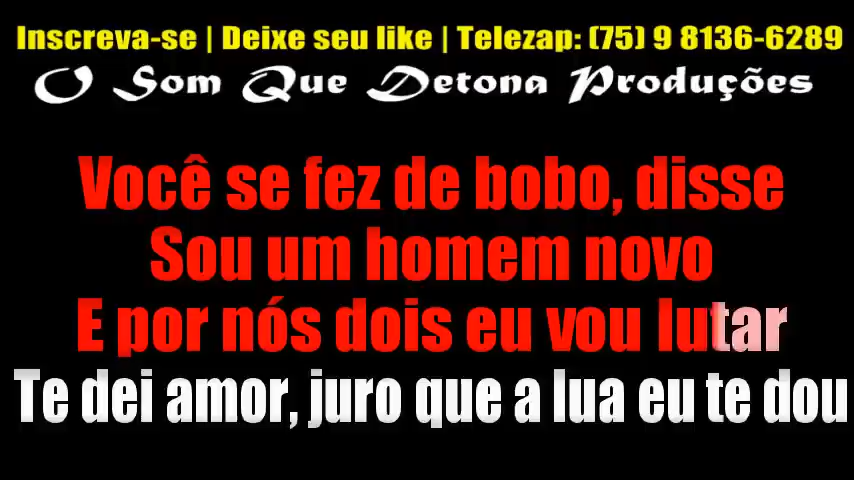 Inscreva-se | Deixe seu like | Telezap: (75) 9 8136-6289
O Som Que Detona Produções
Você se fez de bobo, disse
Sou um homem novo
E por nós dois eu vou lutar
Te dei amor, juro que a lua eu te dou